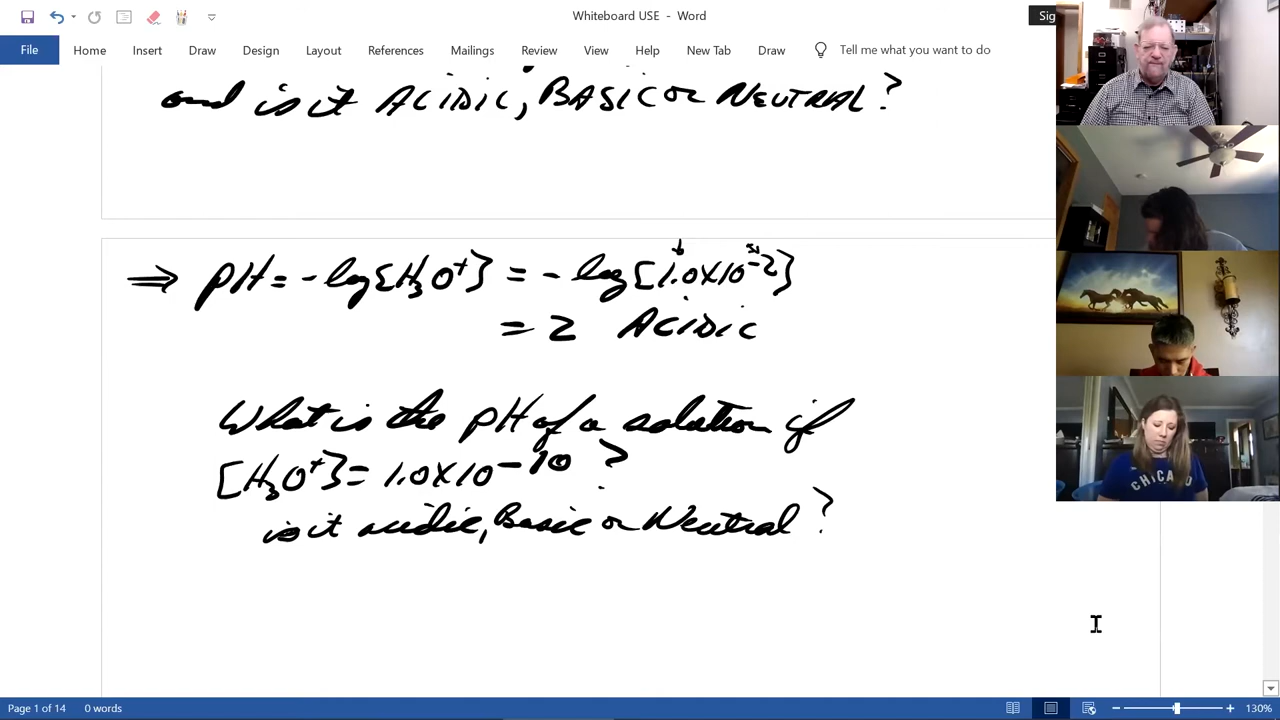 Whiteboard USE - Word
Sig
File Home Insert Draw Design Layout References Mailings Review View Help New Tab Draw Tell me what you want to do
and is it ACIDIC, BASIC or NEUTRAL?
⇒ pH = -log[H₃O⁺] = -log[1.0X10⁻²]
= 2 ACIDIC
What is the pH of a solution if
[H₃O⁺] = 1.0X10⁻¹⁰ ?
is it acidic, Basic or Neutral?
CHICAGO
Page 1 of 14 0 words 130%